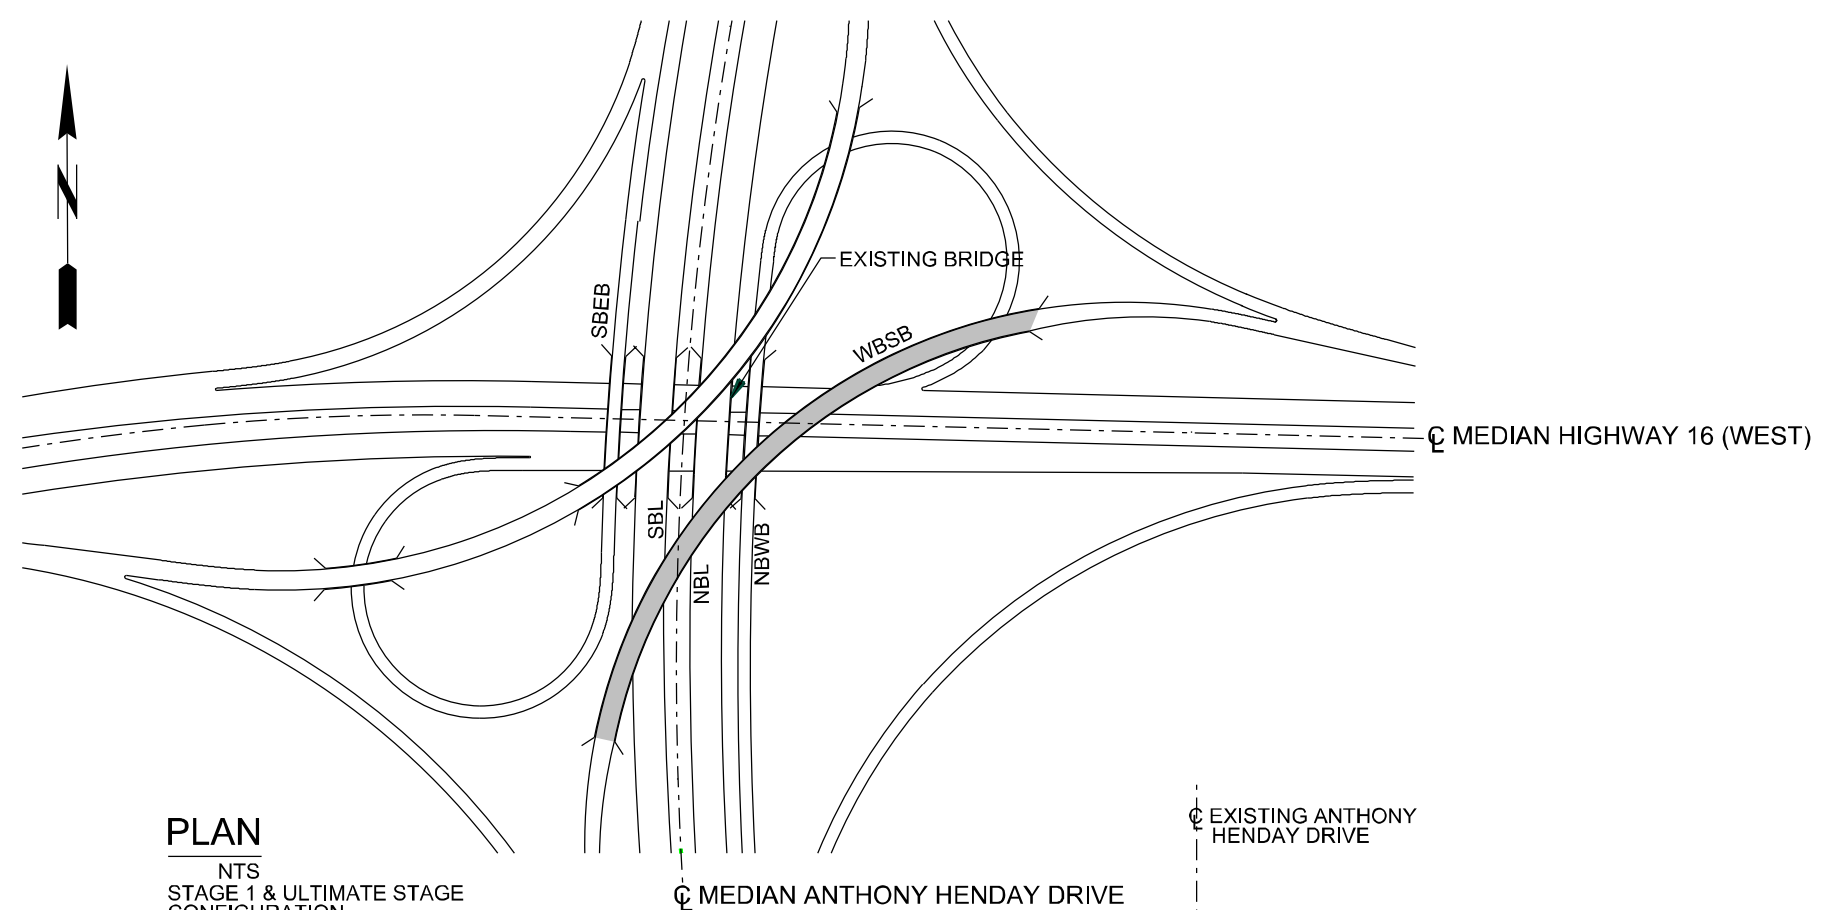 N
EXISTING BRIDGE
SBEB
WBSB
℄ MEDIAN HIGHWAY 16 (WEST)
SBL
NBL
NBWB
PLAN
NTS
STAGE 1 & ULTIMATE STAGE
CONFIGURATION
℄ EXISTING ANTHONY
HENDAY DRIVE
℄ MEDIAN ANTHONY HENDAY DRIVE